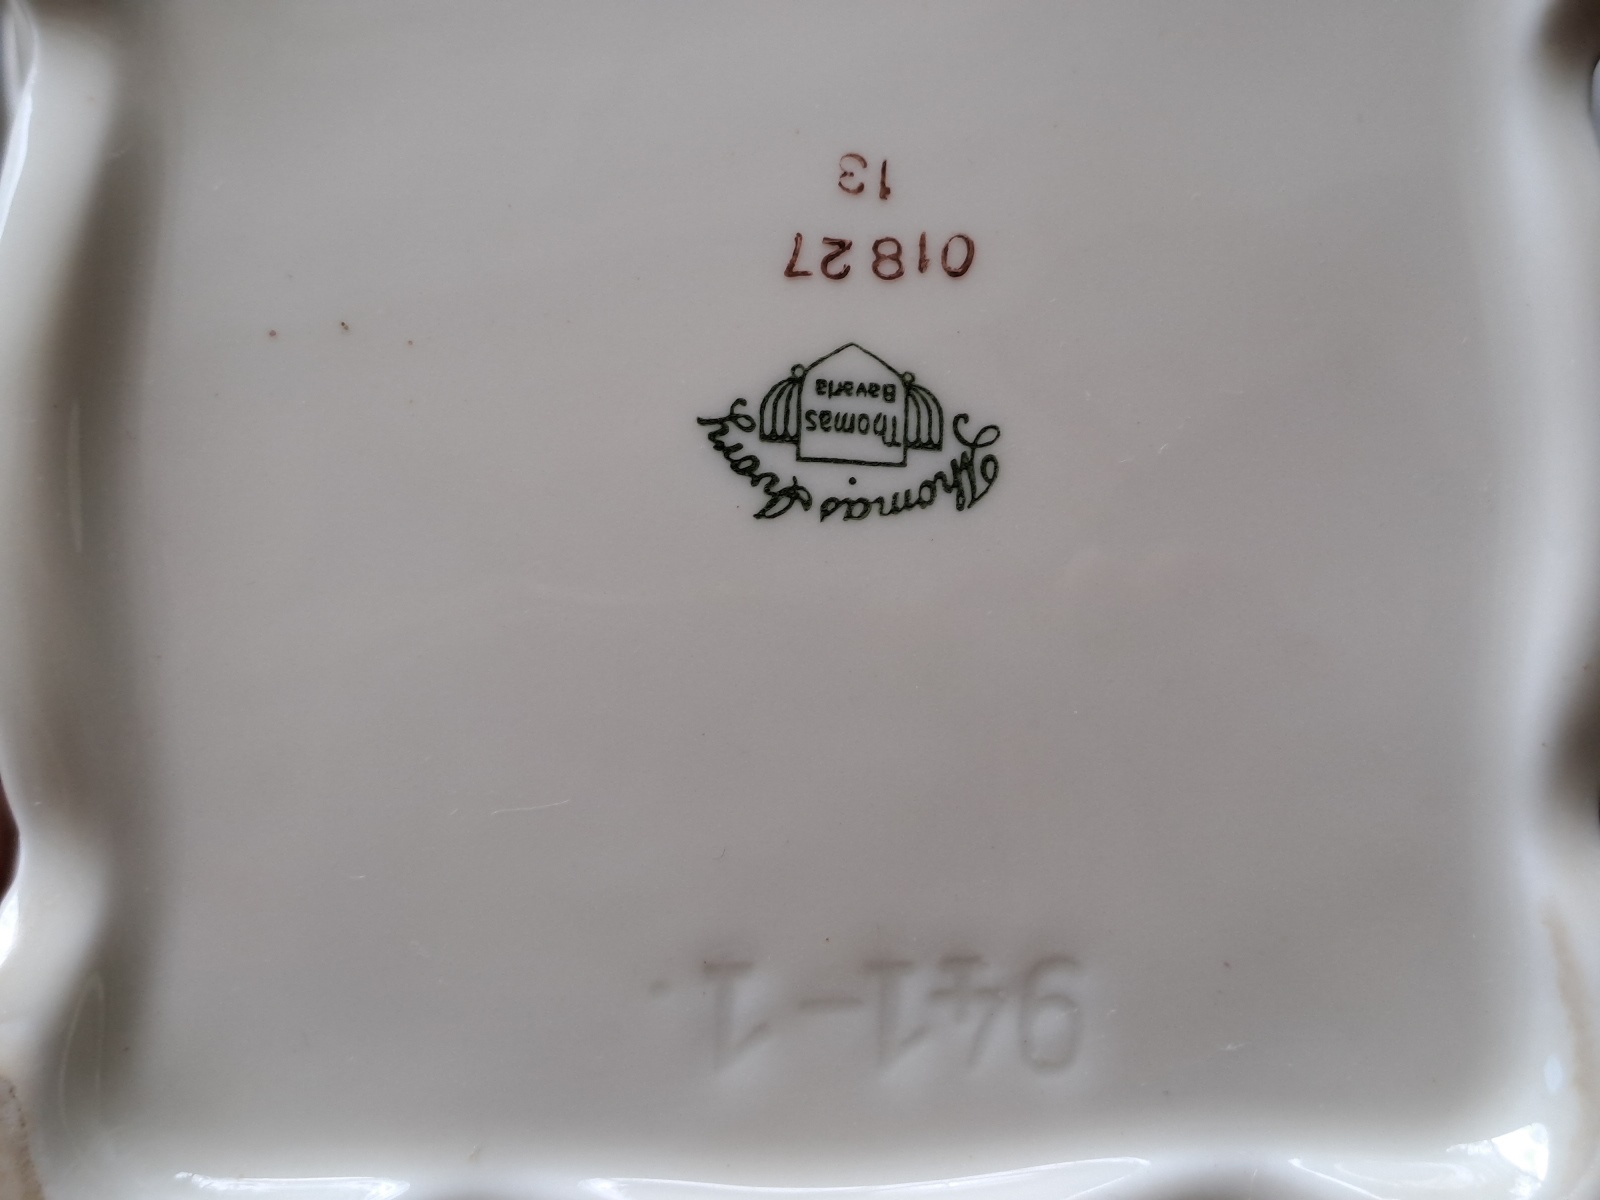 941-1.
Thomas Ivory
Thomas
Bavaria
01827
13